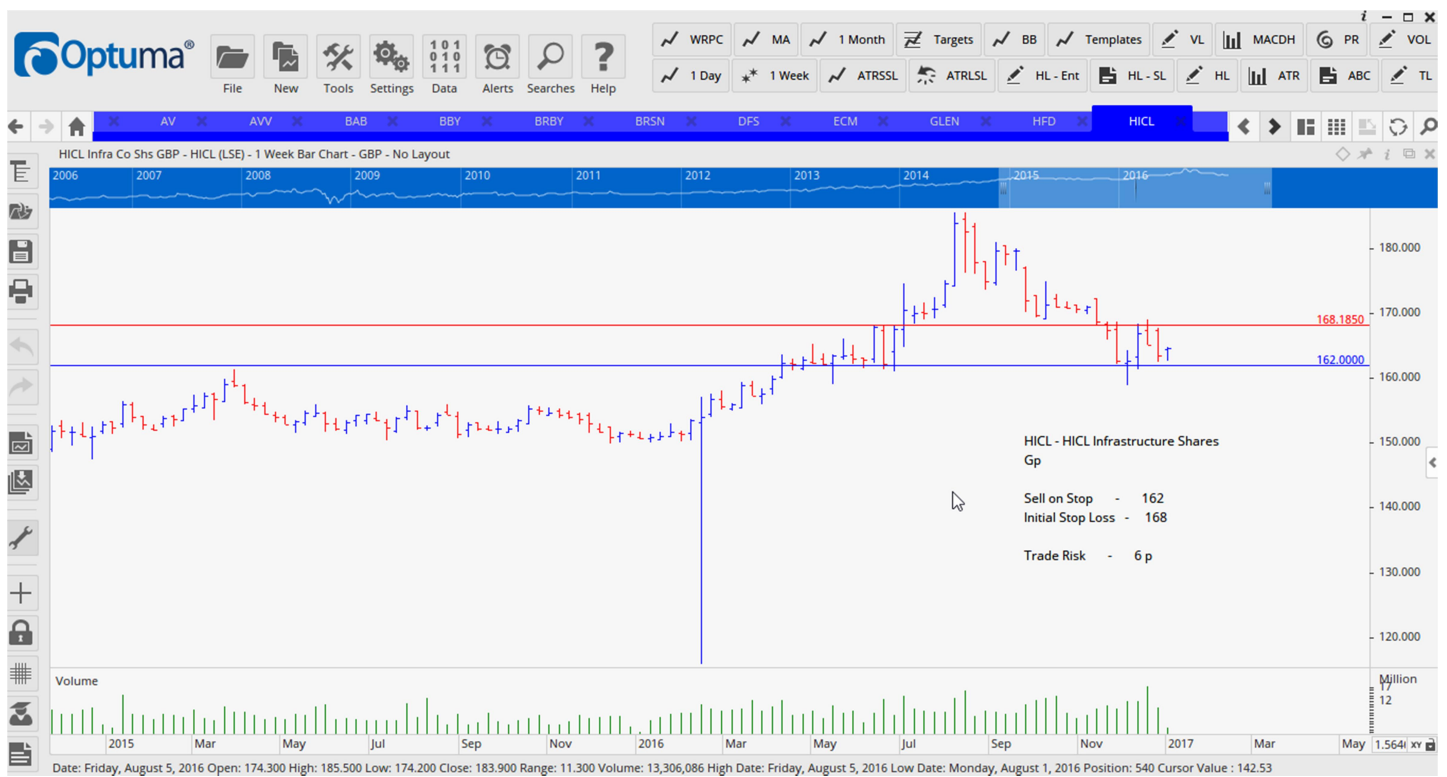 i
Optuma®
File New Tools Settings Data Alerts Searches Help
WRPC MA 1 Month Targets BB Templates VL MACDH PR VOL
1 Day 1 Week ATRSSL ATRLSL HL - Ent HL - SL HL ATR ABC TL
AV AVV BAB BBY BRBY BRSN DFS ECM GLEN HFD HICL
HICL Infra Co Shs GBP - HICL (LSE) - 1 Week Bar Chart - GBP - No Layout
2006 2007 2008 2009 2010 2011 2012 2013 2014 2015 2016
180.000
170.000
168.1850
162.0000
160.000
150.000
140.000
130.000
120.000
HICL - HICL Infrastructure Shares
Gp
Sell on Stop - 162
Initial Stop Loss - 168
Trade Risk - 6 p
Volume
Million
17
12
2015 Mar May Jul Sep Nov 2016 Mar May Jul Sep Nov 2017 Mar May
XY
Date: Friday, August 5, 2016 Open: 174.300 High: 185.500 Low: 174.200 Close: 183.900 Range: 11.300 Volume: 13,306,086 High Date: Friday, August 5, 2016 Low Date: Monday, August 1, 2016 Position: 540 Cursor Value : 142.53